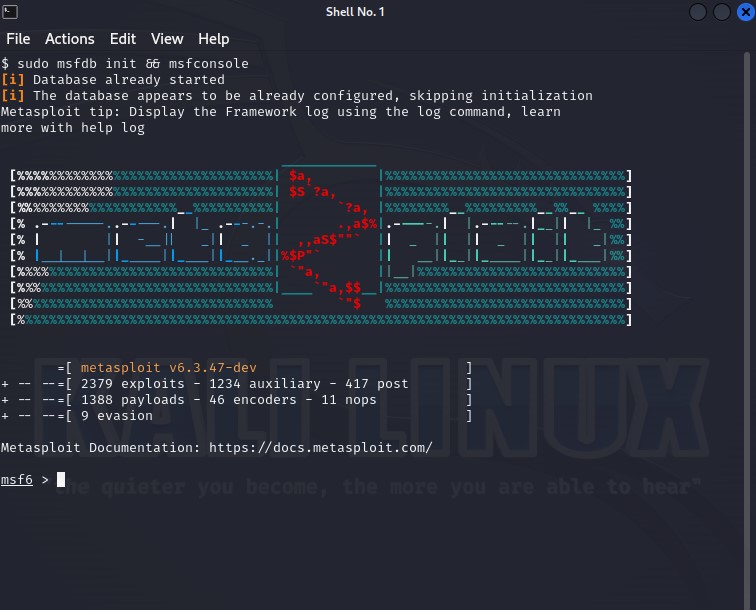 Shell No. 1
File Actions Edit View Help
$ sudo msfdb init && msfconsole
[i] Database already started
[i] The database appears to be already configured, skipping initialization
Metasploit tip: Display the Framework log using the log command, learn
more with help log
=[ metasploit v6.3.47-dev ]
+ -- --=[ 2379 exploits - 1234 auxiliary - 417 post ]
+ -- --=[ 1388 payloads - 46 encoders - 11 nops ]
+ -- --=[ 9 evasion ]
KALI LINUX
Metasploit Documentation: https://docs.metasploit.com/
msf6 >
the quieter you become, the more you are able to hear"